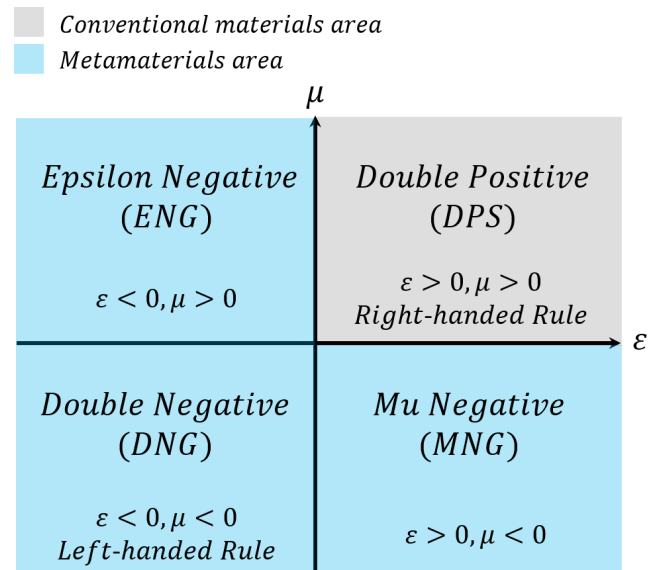 Conventional materials area
Metamaterials area
μ
Epsilon Negative
(ENG)
ε < 0, μ > 0
Double Positive
(DPS)
ε > 0, μ > 0
Right-handed Rule
ε
Double Negative
(DNG)
ε < 0, μ < 0
Left-handed Rule
Mu Negative
(MNG)
ε > 0, μ < 0